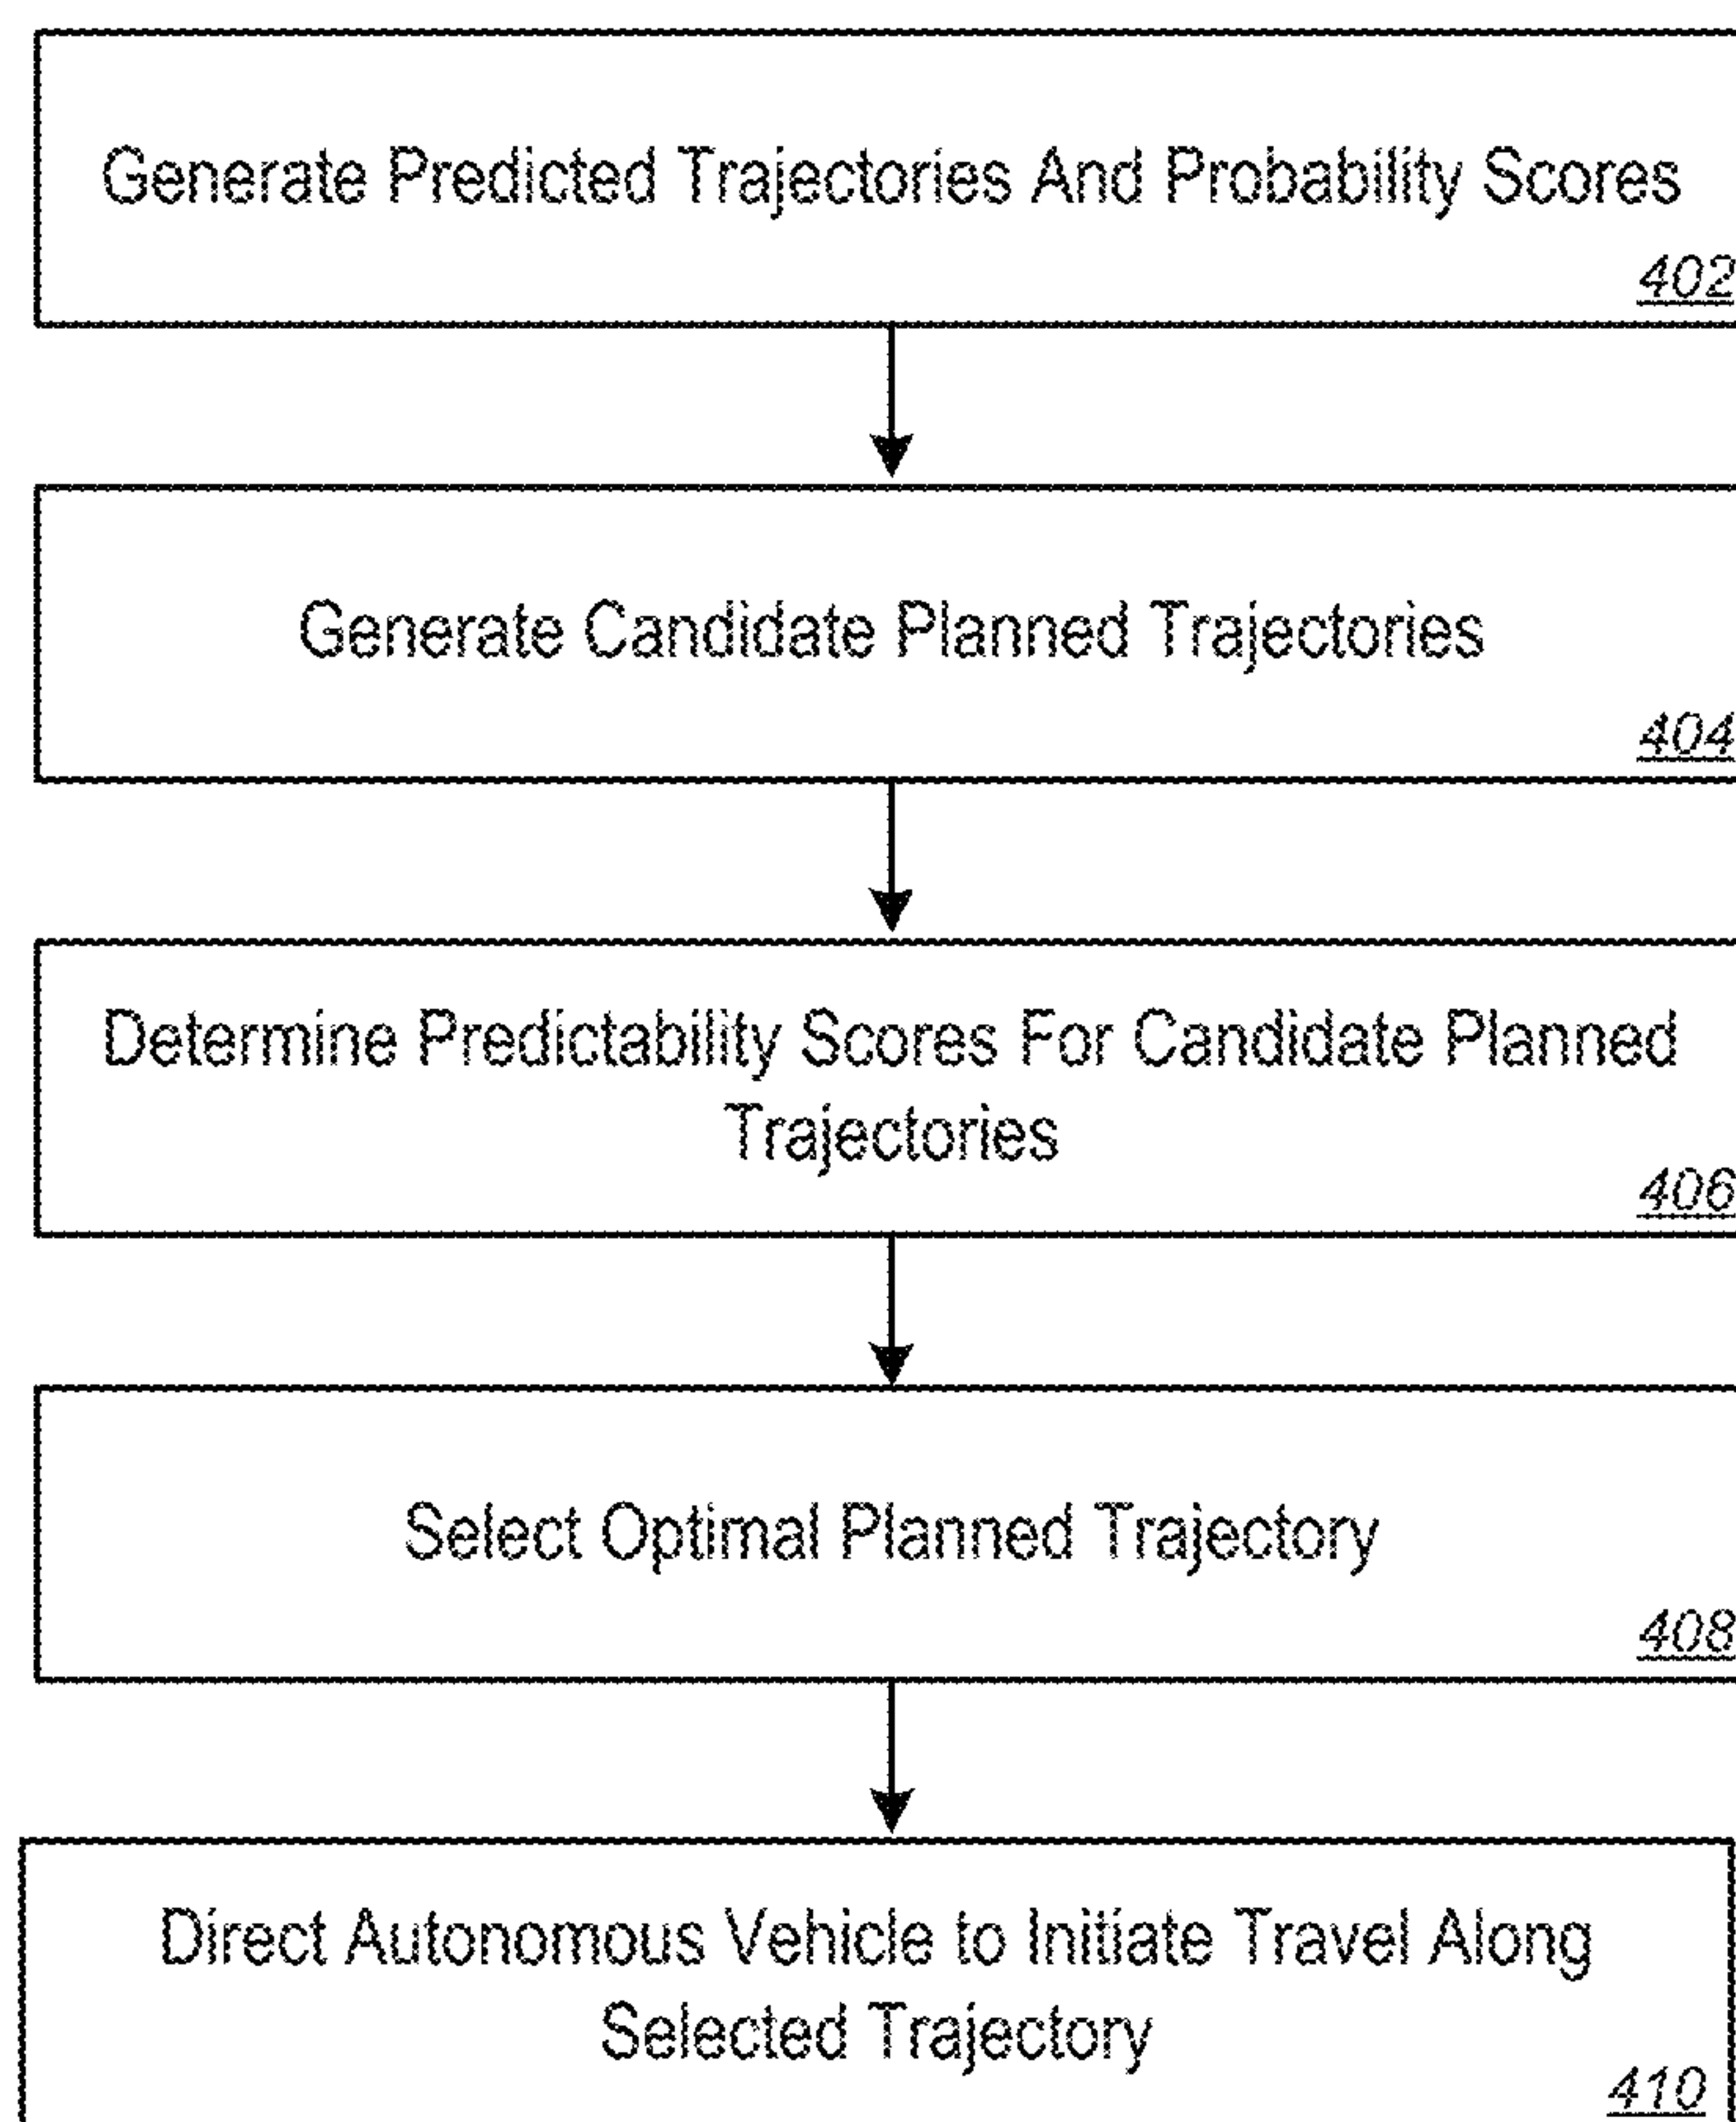 Generate Predicted Trajectories And Probability Scores
402
Generate Candidate Planned Trajectories
404
Determine Predictability Scores For Candidate Planned
Trajectories
406
Select Optimal Planned Trajectory
408
Direct Autonomous Vehicle to Initiate Travel Along
Selected Trajectory
410